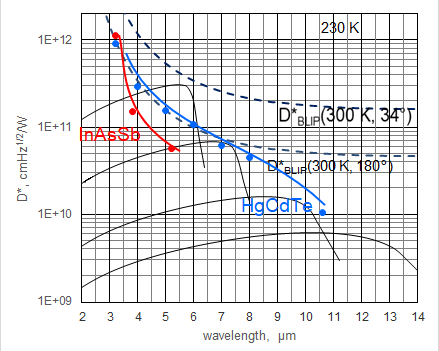 230 K
1E+12
D*BLIP(300 K, 34°)
1E+11
InAsSb
D*, cmHz1/2/W
D*BLIP(300 K, 180°)
1E+10
HgCdTe
1E+09
2 3 4 5 6 7 8 9 10 11 12 13 14
wavelength, µm